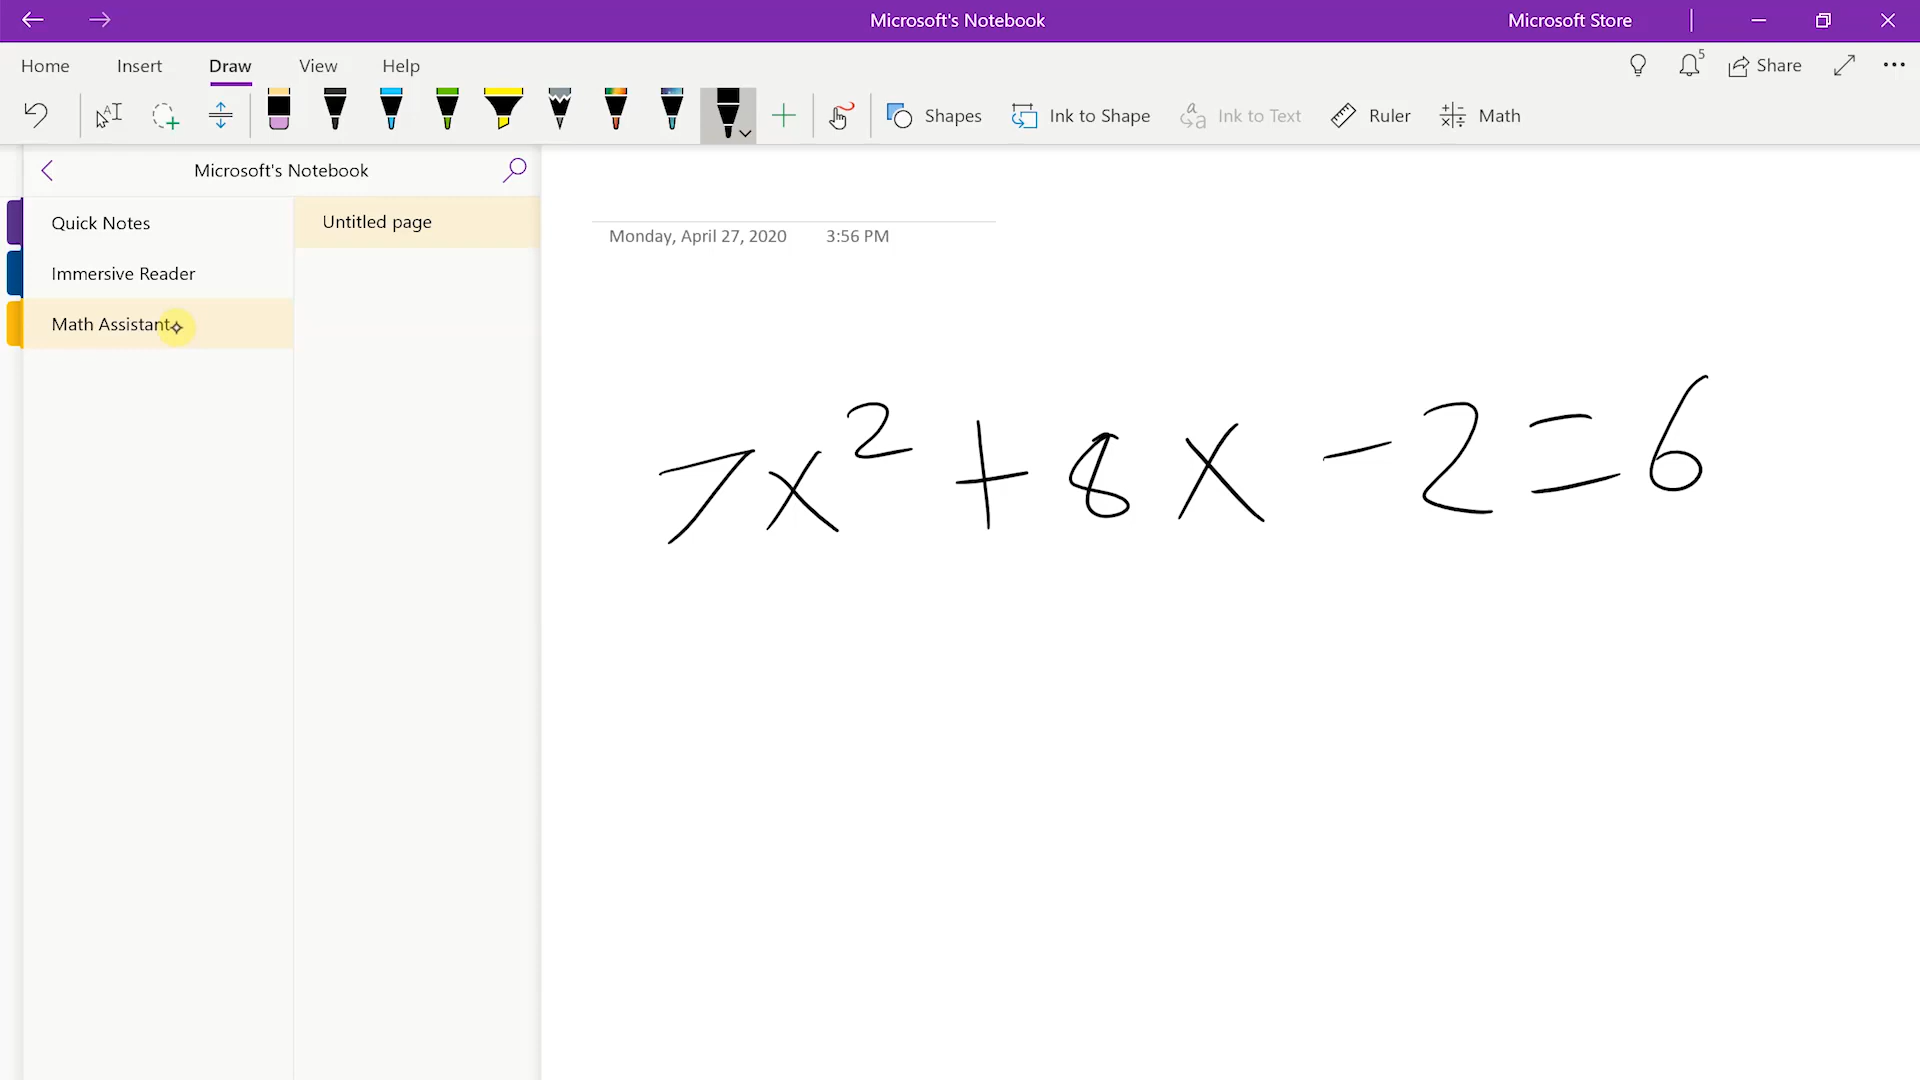 Microsoft's Notebook Microsoft Store
Home Insert Draw View Help 5 Share
AI Shapes Ink to Shape a a Ink to Text Ruler Math
Microsoft's Notebook
Quick Notes
Immersive Reader
Math Assistant
Untitled page
Monday, April 27, 2020 3:56 PM
7x² + 8x - 2 = 6